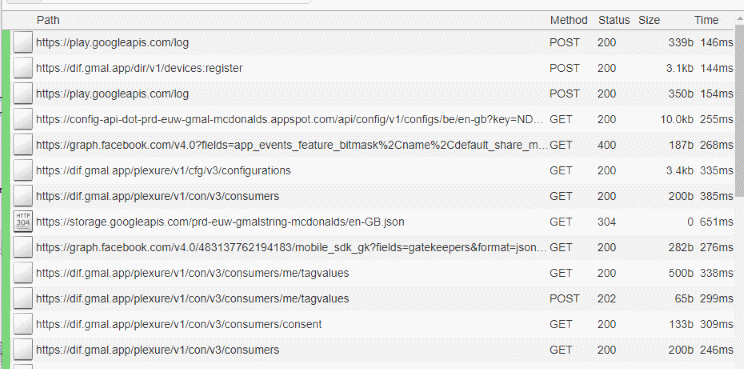 Path Method Status Size Time
https://play.googleapis.com/log POST 200 339b 146ms
https://dif.gmal.app/dir/v1/devices:register POST 200 3.1kb 144ms
https://play.googleapis.com/log POST 200 350b 154ms
https://config-api-dot-prd-euw-gmal-mcdonalds.appspot.com/api/config/v1/configs/be/en-gb?key=ND... GET 200 10.0kb 255ms
https://graph.facebook.com/v4.0?fields=app_events_feature_bitmask%2Cname%2Cdefault_share_m... GET 400 187b 268ms
https://dif.gmal.app/plexure/v1/cfg/v3/configurations GET 200 3.4kb 335ms
https://dif.gmal.app/plexure/v1/con/v3/consumers GET 200 200b 385ms
HTTP 304 https://storage.googleapis.com/prd-euw-gmalstring-mcdonalds/en-GB.json GET 304 0 651ms
https://graph.facebook.com/v4.0/483137762194183/mobile_sdk_gk?fields=gatekeepers&format=json... GET 200 282b 276ms
https://dif.gmal.app/plexure/v1/con/v3/consumers/me/tagvalues GET 200 500b 338ms
https://dif.gmal.app/plexure/v1/con/v3/consumers/me/tagvalues POST 202 65b 299ms
https://dif.gmal.app/plexure/v1/con/v3/consumers/consent GET 200 133b 309ms
https://dif.gmal.app/plexure/v1/con/v3/consumers GET 200 200b 246ms